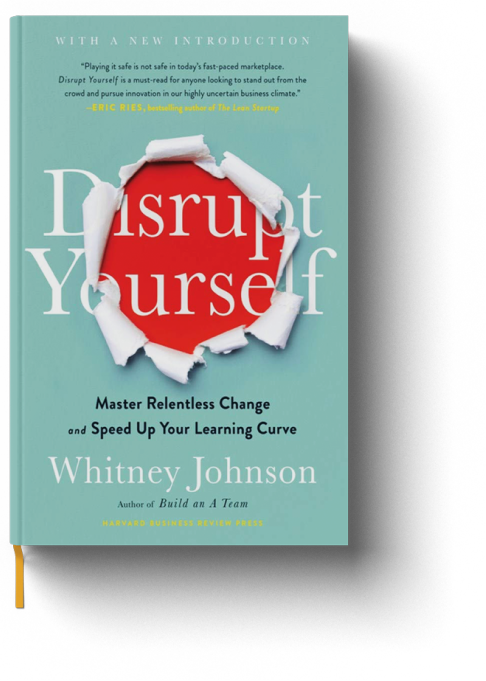 WITH A NEW INTRODUCTION
“Playing it safe is not safe in today’s fast-paced marketplace.
Disrupt Yourself is a must-read for anyone looking to stand out from the
crowd and pursue innovation in our highly uncertain business climate.”
—ERIC RIES, bestselling author of The Lean Startup
Disrupt
Yourself
Master Relentless Change
and Speed Up Your Learning Curve
Whitney Johnson
Author of Build an A Team
HARVARD BUSINESS REVIEW PRESS